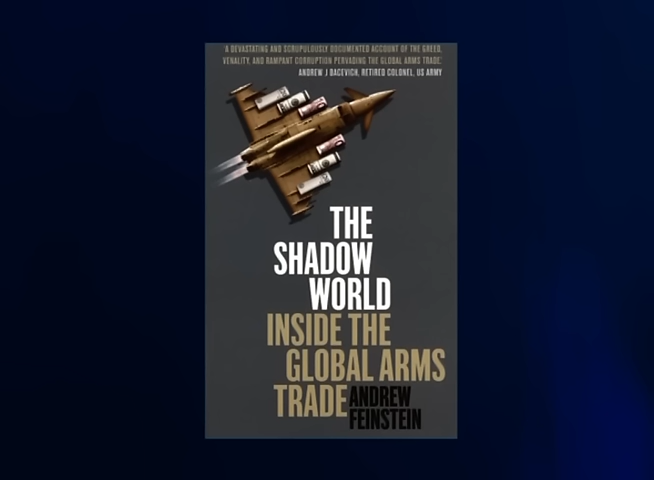 'A DEVASTATING AND SCRUPULOUSLY DOCUMENTED ACCOUNT OF THE GREED,
VENALITY, AND RAMPANT CORRUPTION PERVADING THE GLOBAL ARMS TRADE.'
ANDREW J BACEVICH, RETIRED COLONEL, US ARMY
THE
SHADOW
WORLD
INSIDE THE
GLOBAL ARMS
TRADE
ANDREW
FEINSTEIN